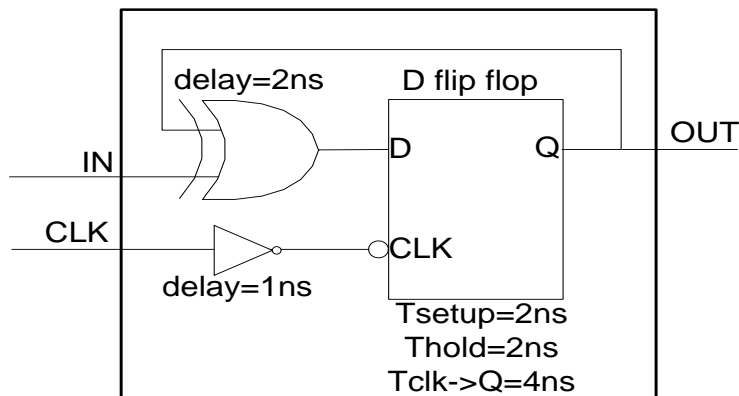 delay=2ns
D flip flop
OUT
D
Q
IN
CLK
CLK
delay=1ns
Tsetup=2ns
Thold=2ns
Tclk->Q=4ns